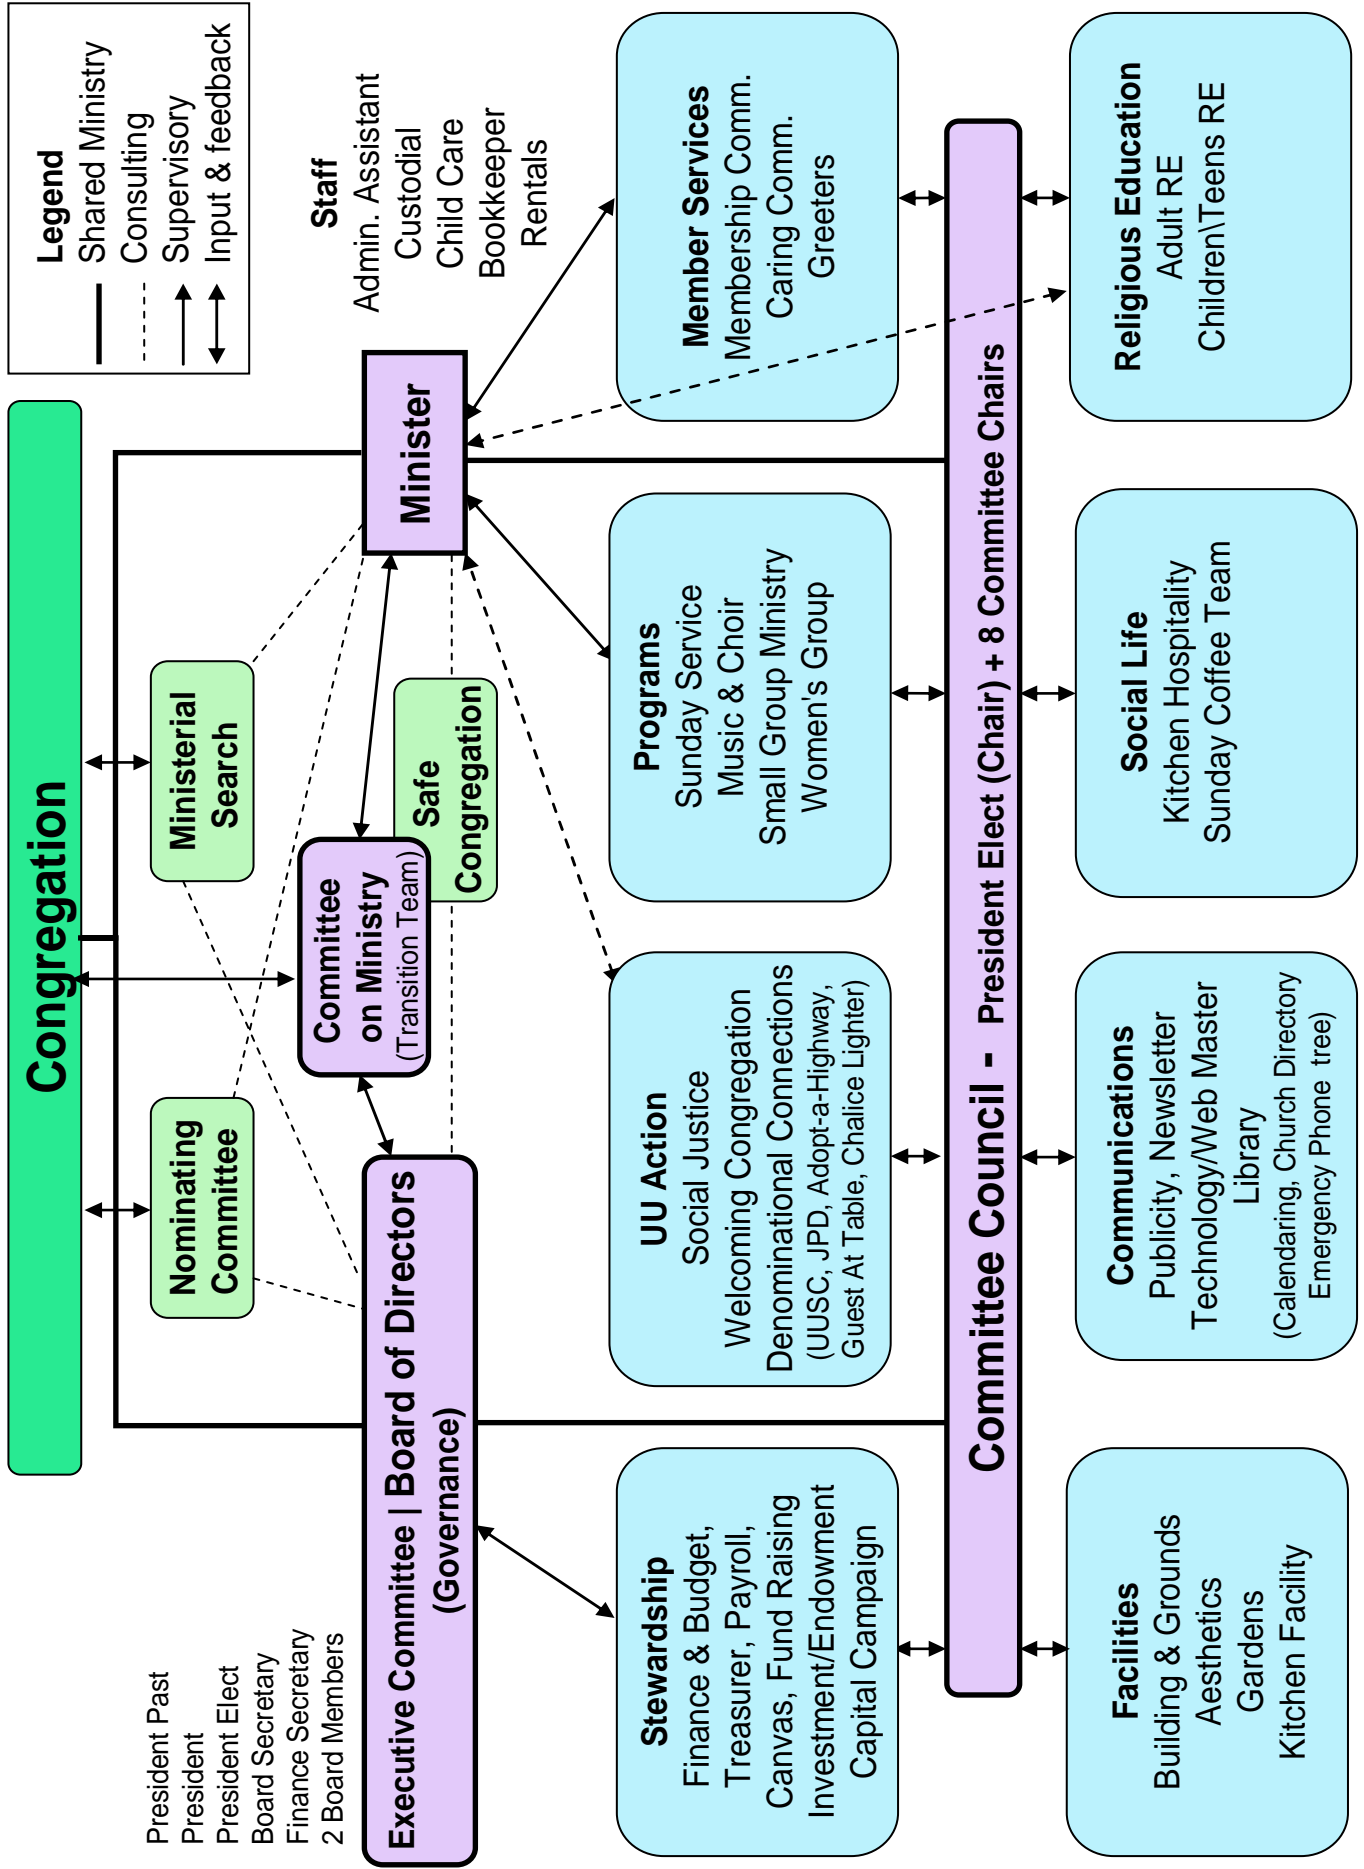 Congregation
Legend
Shared Ministry
Consulting
Supervisory
Input & feedback
President Past
President
President Elect
Board Secretary
Finance Secretary
2 Board Members
Nominating
Committee
Ministerial
Search
Staff
Admin. Assistant
Custodial
Child Care
Bookkeeper
Rentals
Committee
on Ministry
(Transition Team)
Safe
Congregation
Executive Committee | Board of Directors
(Governance)
Minister
Stewardship
Finance & Budget,
Treasurer, Payroll,
Canvas, Fund Raising
Investment/Endowment
Capital Campaign
UU Action
Social Justice
Welcoming Congregation
Denominational Connections
(UUSC, JPD, Adopt-a-Highway,
Guest At Table, Chalice Lighter)
Programs
Sunday Service
Music & Choir
Small Group Ministry
Women's Group
Member Services
Membership Comm.
Caring Comm.
Greeters
Committee Council - President Elect (Chair) + 8 Committee Chairs
Facilities
Building & Grounds
Aesthetics
Gardens
Kitchen Facility
Communications
Publicity, Newsletter
Technology/Web Master
Library
(Calendaring, Church Directory
Emergency Phone tree)
Social Life
Kitchen Hospitality
Sunday Coffee Team
Religious Education
Adult RE
Children\Teens RE